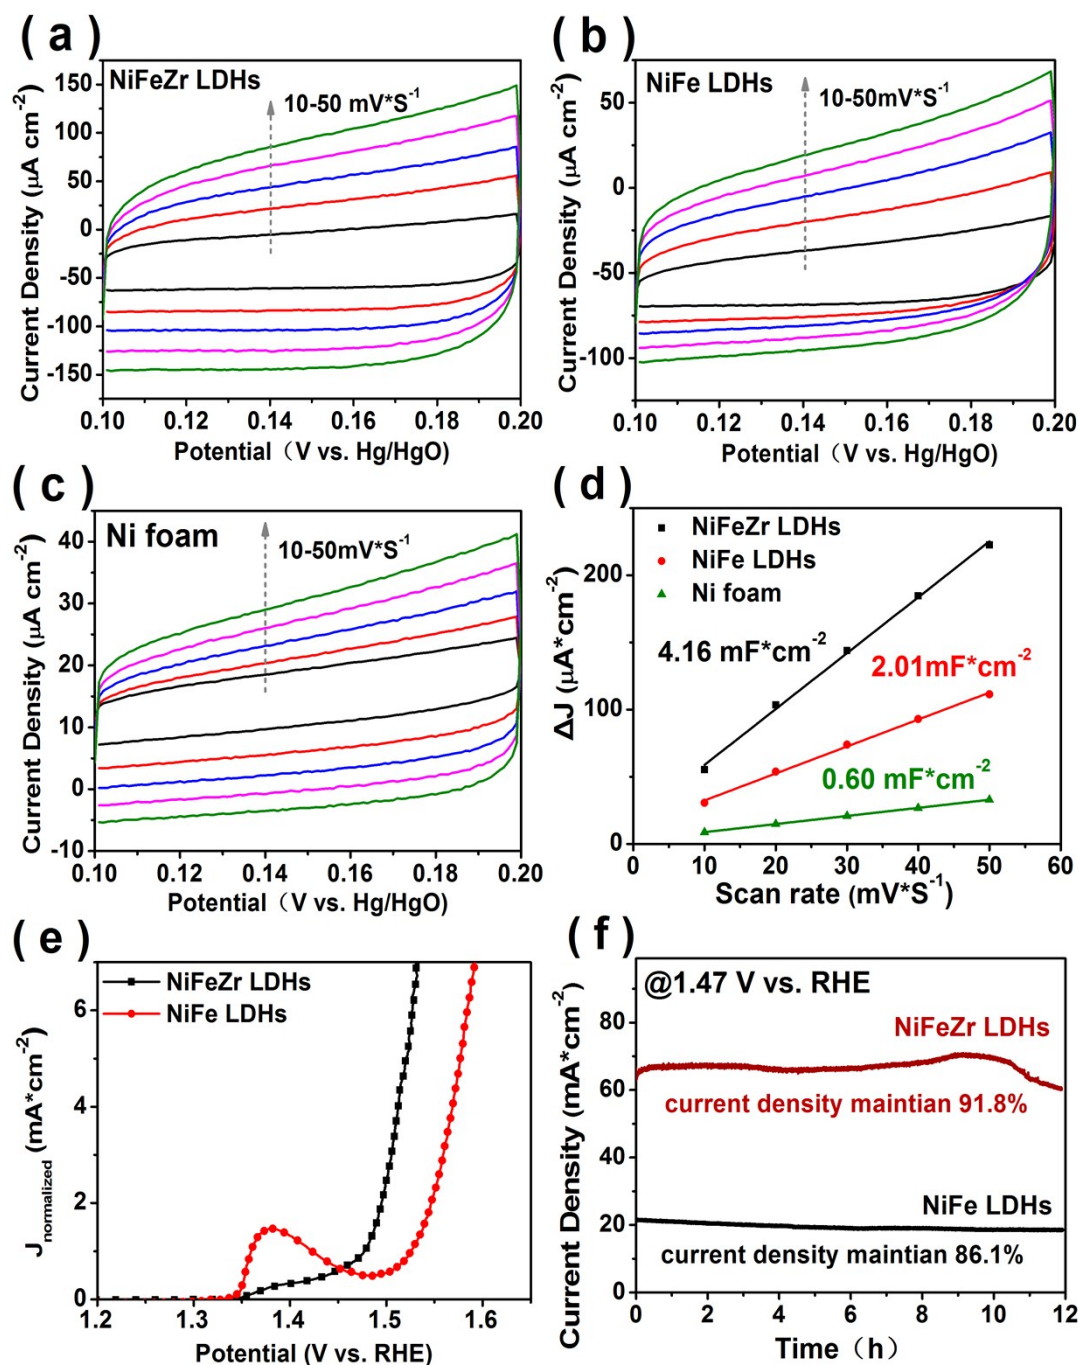 ( a )
NiFeZr LDHs
10-50 mV*S⁻¹
150
100
50
0
-50
-100
-150
Current Density (μA cm⁻²)
0.10 0.12 0.14 0.16 0.18 0.20
Potential（V vs. Hg/HgO)
( b )
NiFe LDHs
10-50mV*S⁻¹
50
0
-50
-100
Current Density (μA cm⁻²)
0.10 0.12 0.14 0.16 0.18 0.20
Potential（V vs. Hg/HgO)
( c )
Ni foam
10-50mV*S⁻¹
40
30
20
10
0
-10
Current Density (μA cm⁻²)
0.10 0.12 0.14 0.16 0.18 0.20
Potential（V vs. Hg/HgO)
( d )
NiFeZr LDHs
NiFe LDHs
Ni foam
4.16 mF*cm⁻²
2.01mF*cm⁻²
0.60 mF*cm⁻²
200
100
0
ΔJ (μA*cm⁻²)
0 10 20 30 40 50 60
Scan rate (mV*S⁻¹)
( e )
NiFeZr LDHs
NiFe LDHs
6
4
2
0
J normalized (mA*cm⁻²)
1.2 1.3 1.4 1.5 1.6
Potential (V vs. RHE)
( f )
@1.47 V vs. RHE
NiFeZr LDHs
current density maintian 91.8%
NiFe LDHs
current density maintian 86.1%
80
60
40
20
0
Current Density (mA*cm⁻²)
0 2 4 6 8 10 12
Time（h）